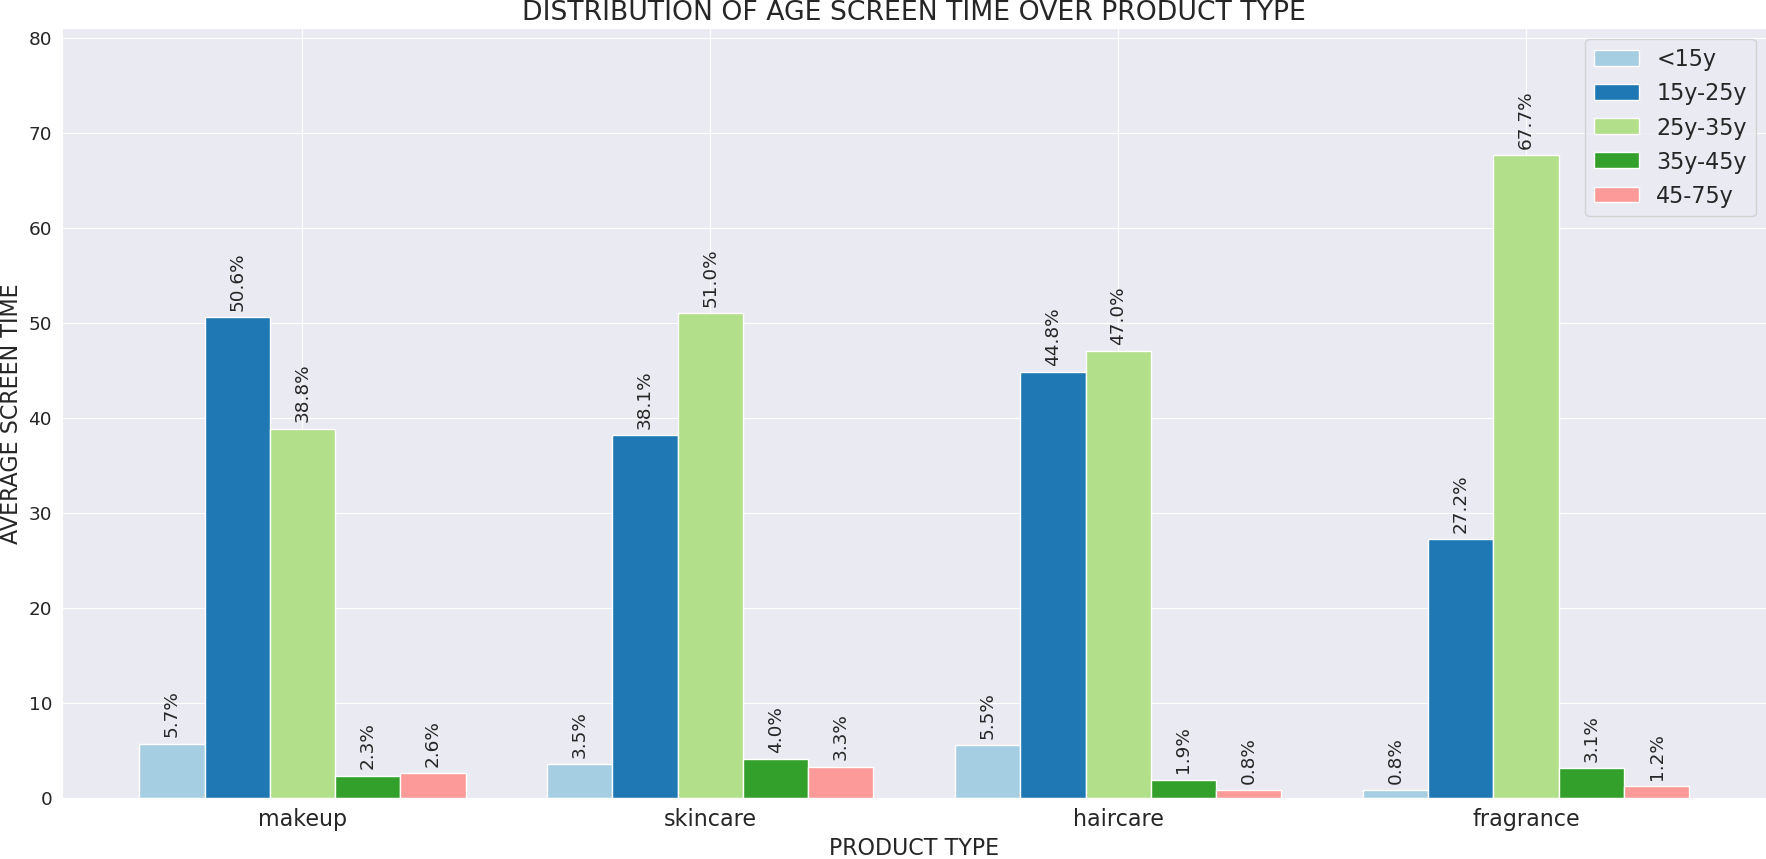 DISTRIBUTION OF AGE SCREEN TIME OVER PRODUCT TYPE
80
70
60
50
40
30
20
10
0
AVERAGE SCREEN TIME
5.7%
50.6%
38.8%
2.3%
2.6%
3.5%
38.1%
51.0%
4.0%
3.3%
5.5%
44.8%
47.0%
1.9%
0.8%
0.8%
27.2%
67.7%
3.1%
1.2%
<15y
15y-25y
25y-35y
35y-45y
45-75y
makeup
skincare
haircare
fragrance
PRODUCT TYPE